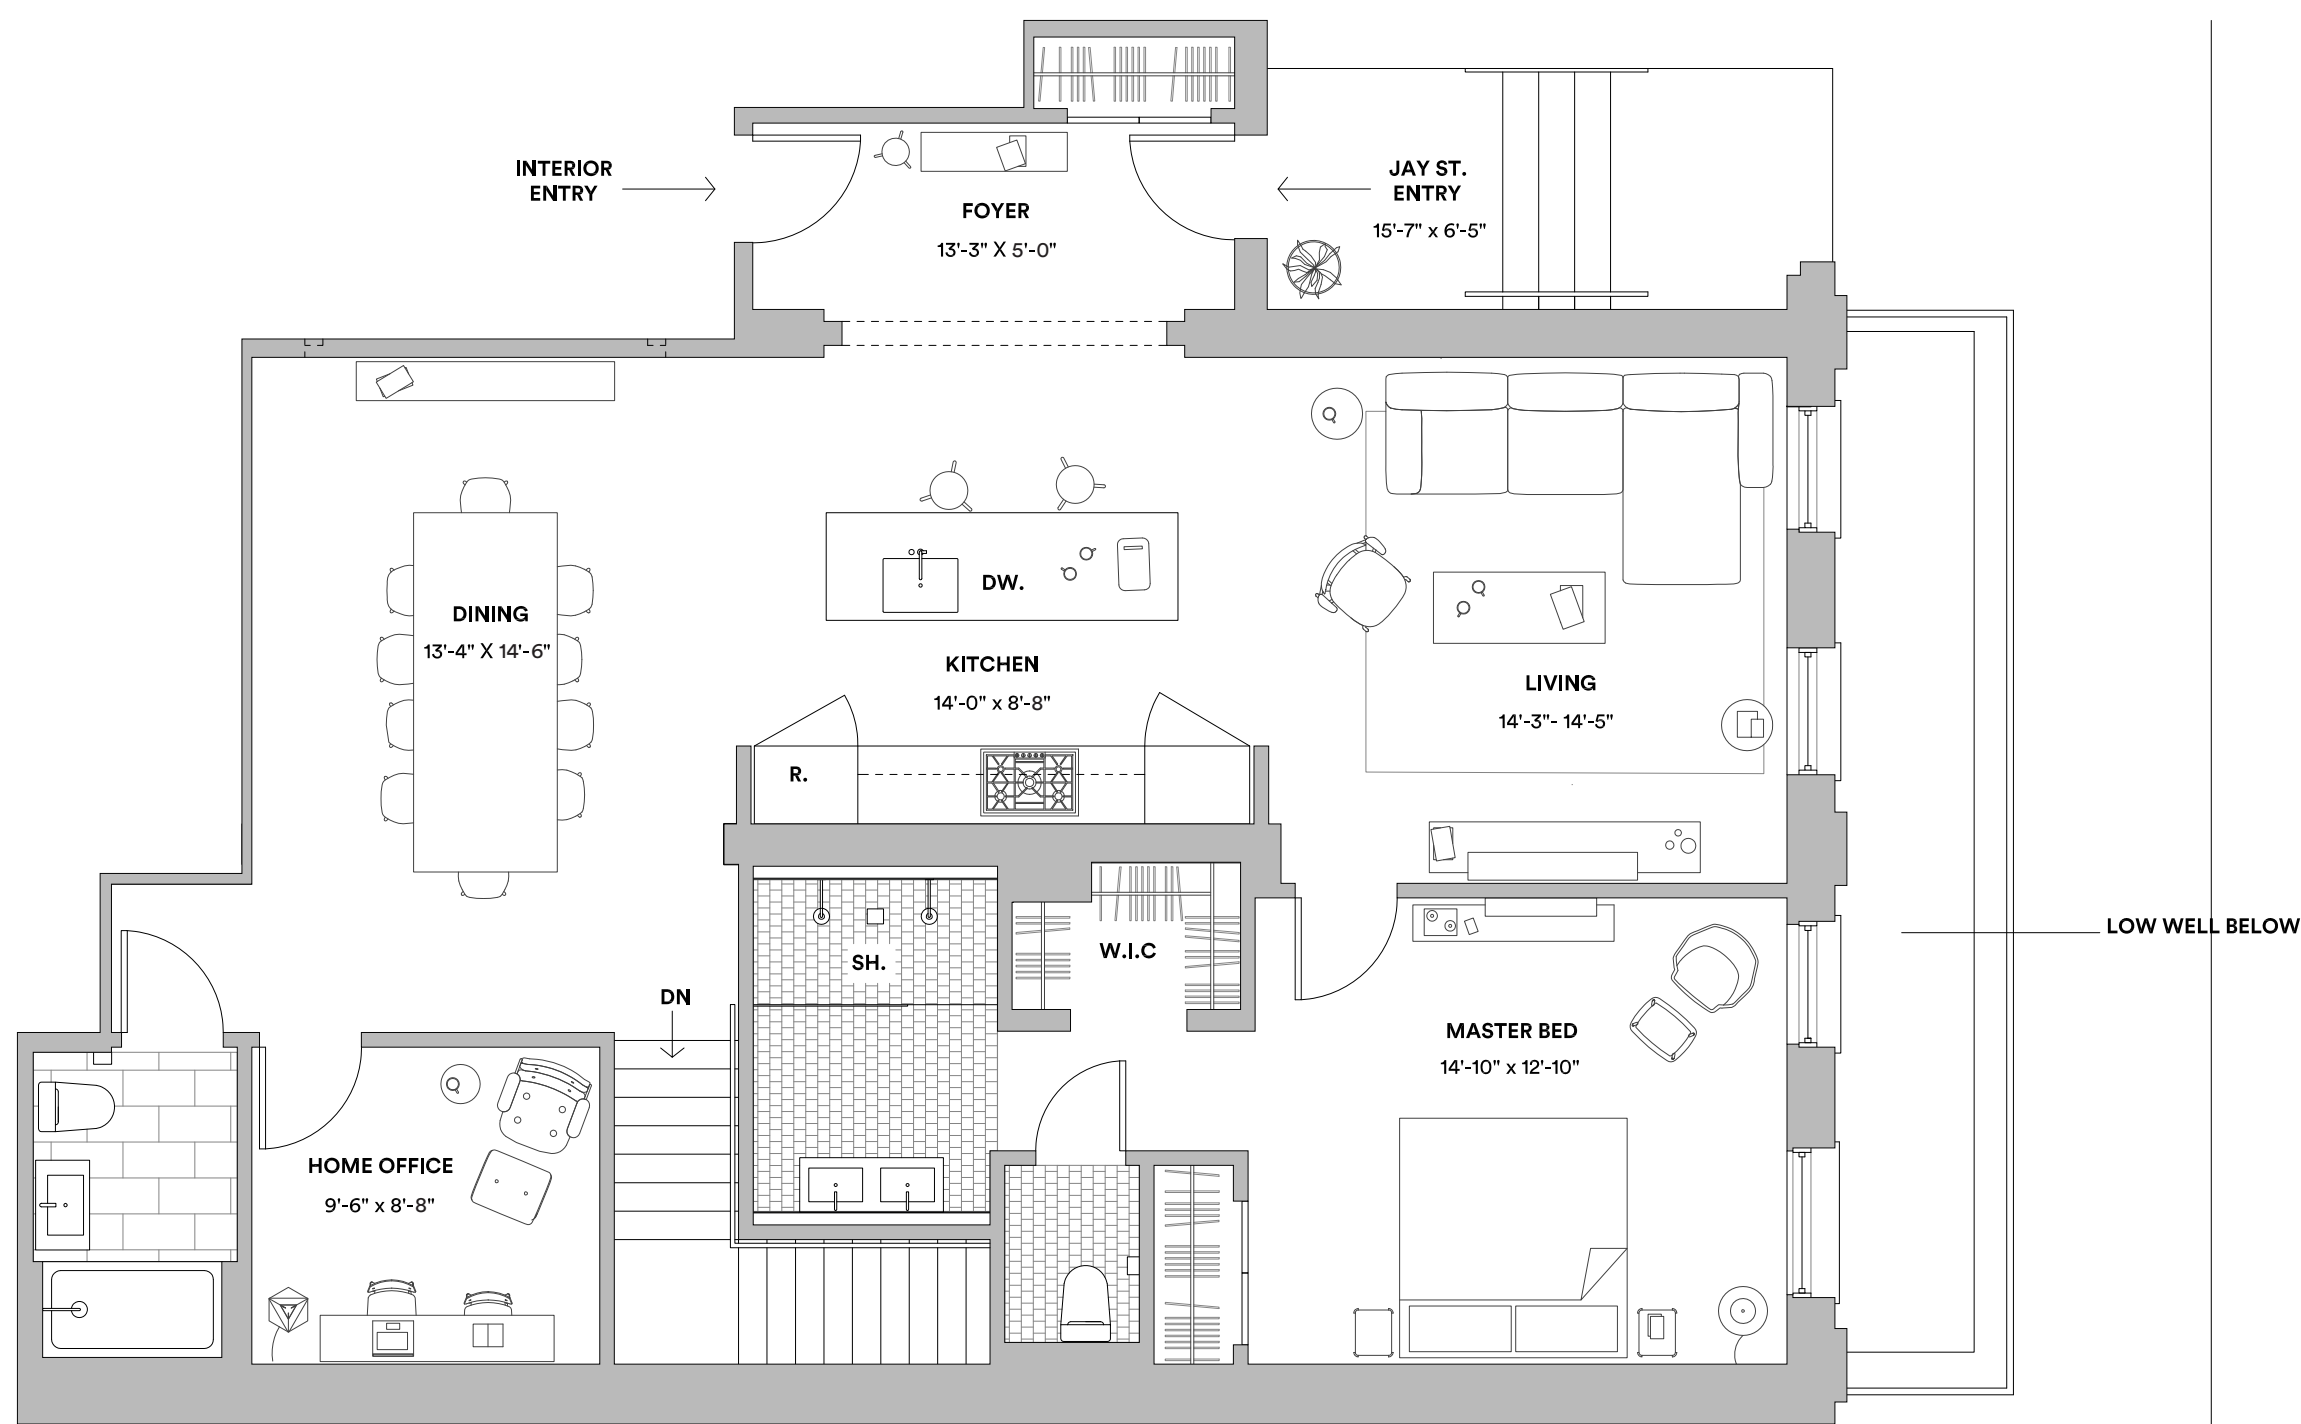 INTERIOR
ENTRY
JAY ST.
ENTRY
15'-7" x 6'-5"
FOYER
13'-3" X 5'-0"
DINING
13'-4" X 14'-6"
DW.
KITCHEN
14'-0" x 8'-8"
R.
LIVING
14'-3"- 14'-5"
SH.
W.I.C
LOW WELL BELOW
DN
MASTER BED
14'-10" x 12'-10"
HOME OFFICE
9'-6" x 8'-8"